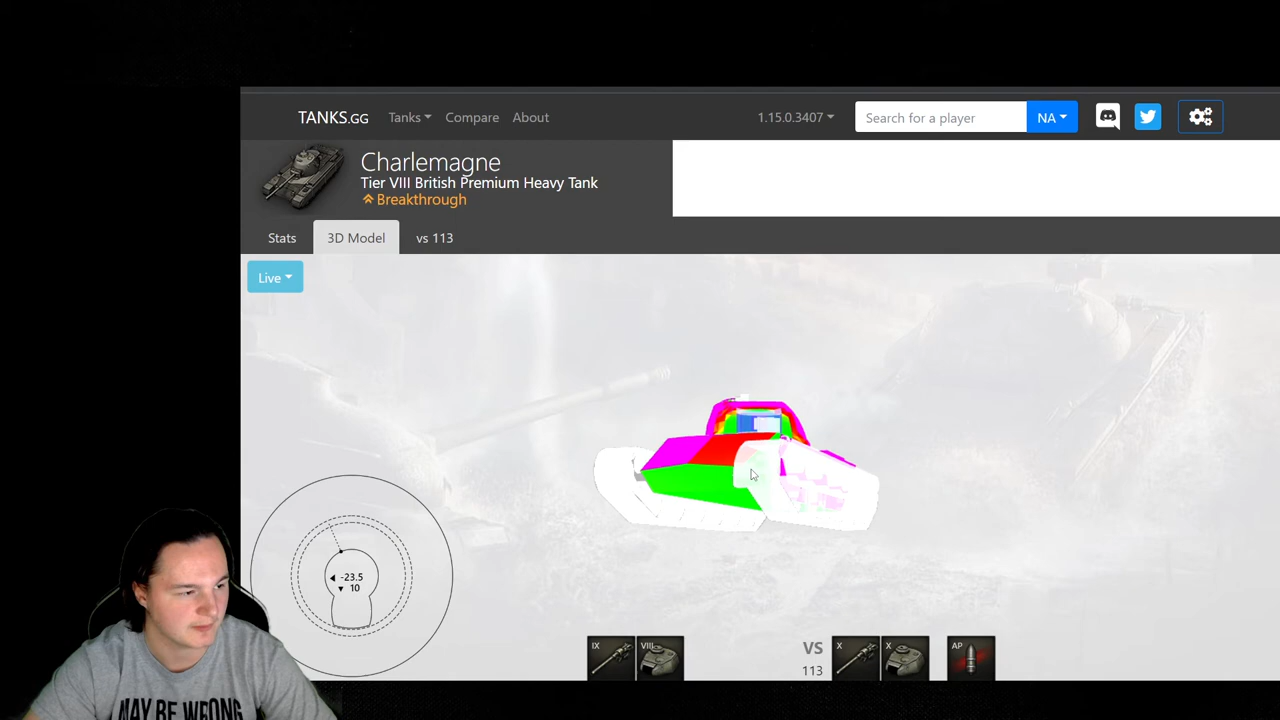 TANKS.GG Tanks Compare About 1.15.0.3407 Search for a player NA
Charlemagne
Tier VIII British Premium Heavy Tank
Breakthrough
Stats 3D Model vs 113
Live
-23.5
10
IX VIII VS X X AP
113
MAY BE WRONG